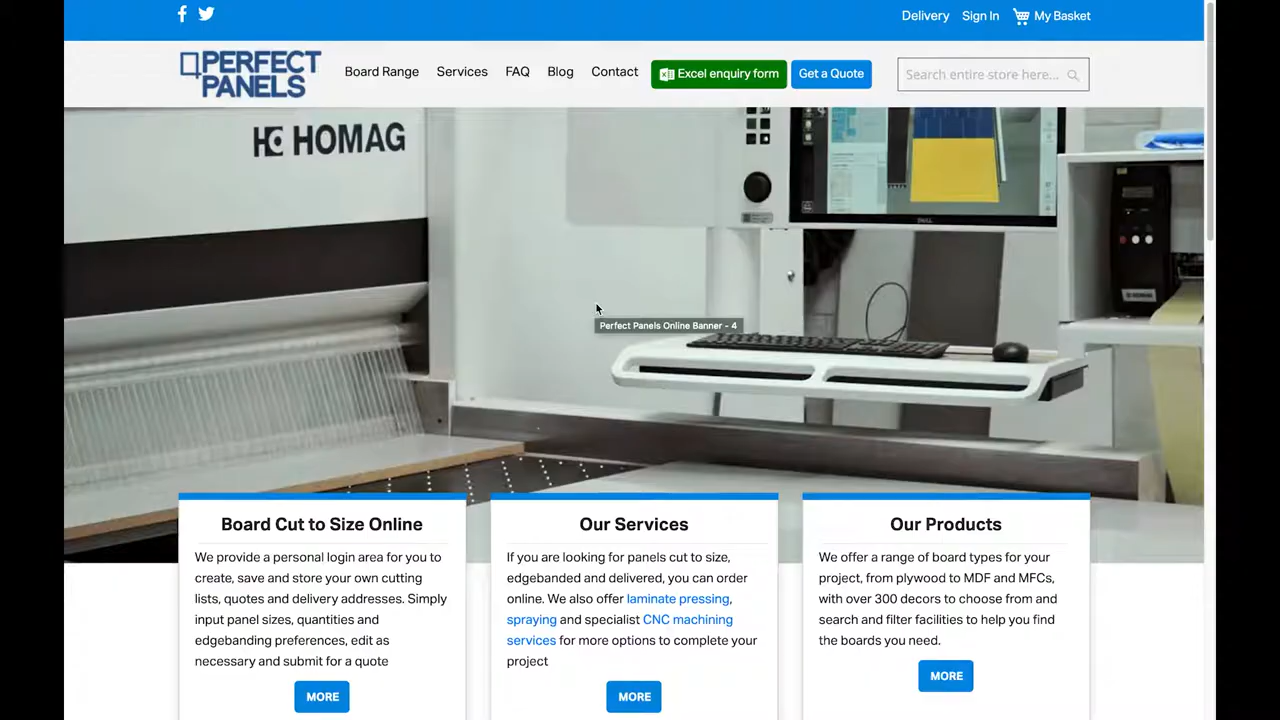 Delivery Sign In My Basket
PERFECT
PANELS
Board Range Services FAQ Blog Contact Excel enquiry form Get a Quote Search entire store here...
HOMAG
DELL
Perfect Panels Online Banner - 4
HOMAG
Board Cut to Size Online
We provide a personal login area for you to
create, save and store your own cutting
lists, quotes and delivery addresses. Simply
input panel sizes, quantities and
edgebanding preferences, edit as
necessary and submit for a quote
MORE
Our Services
If you are looking for panels cut to size,
edgebanded and delivered, you can order
online. We also offer laminate pressing,
spraying and specialist CNC machining
services for more options to complete your
project
MORE
Our Products
We offer a range of board types for your
project, from plywood to MDF and MFCs,
with over 300 decors to choose from and
search and filter facilities to help you find
the boards you need.
MORE